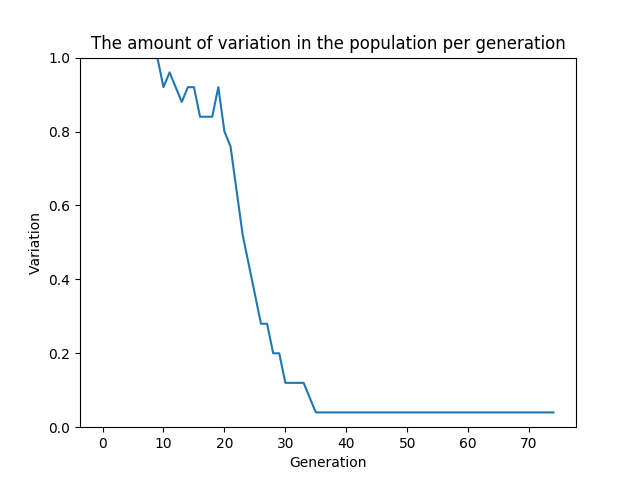 The amount of variation in the population per generation
1.0
0.8
0.6
0.4
0.2
0.0
Variation
0 10 20 30 40 50 60 70
Generation